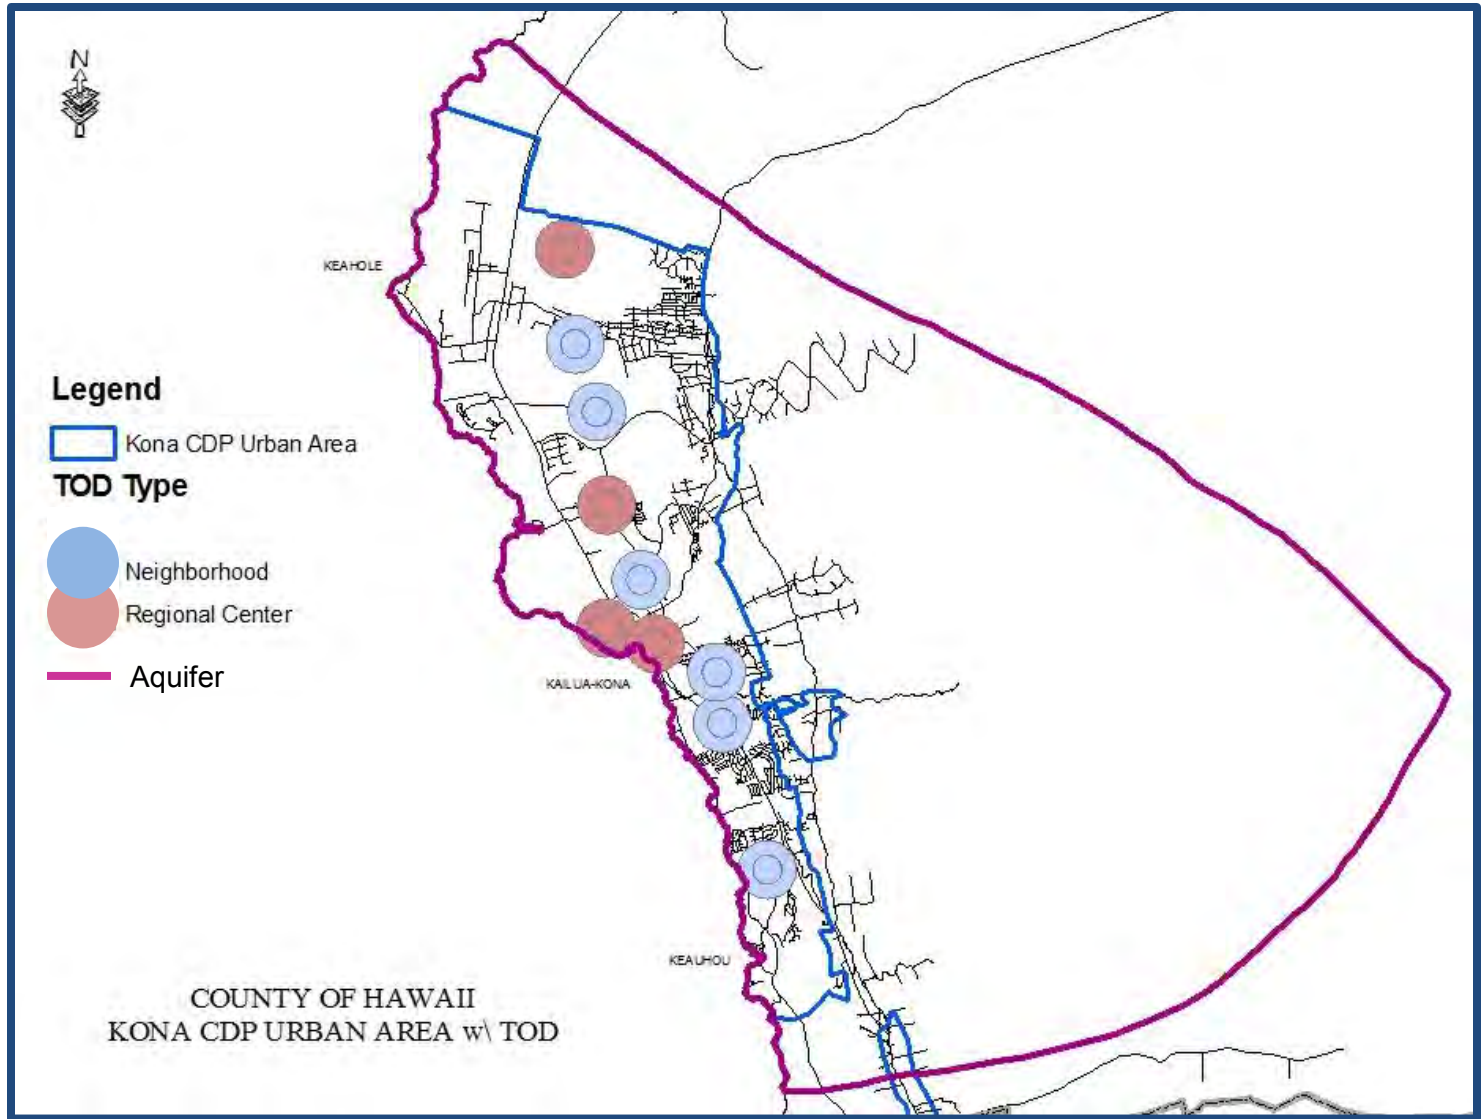 N
KEAHOLE
Legend
Kona CDP Urban Area
TOD Type
Neighborhood
Regional Center
Aquifer
KAILUA-KONA
KEAUHOU
COUNTY OF HAWAII
KONA CDP URBAN AREA w\ TOD